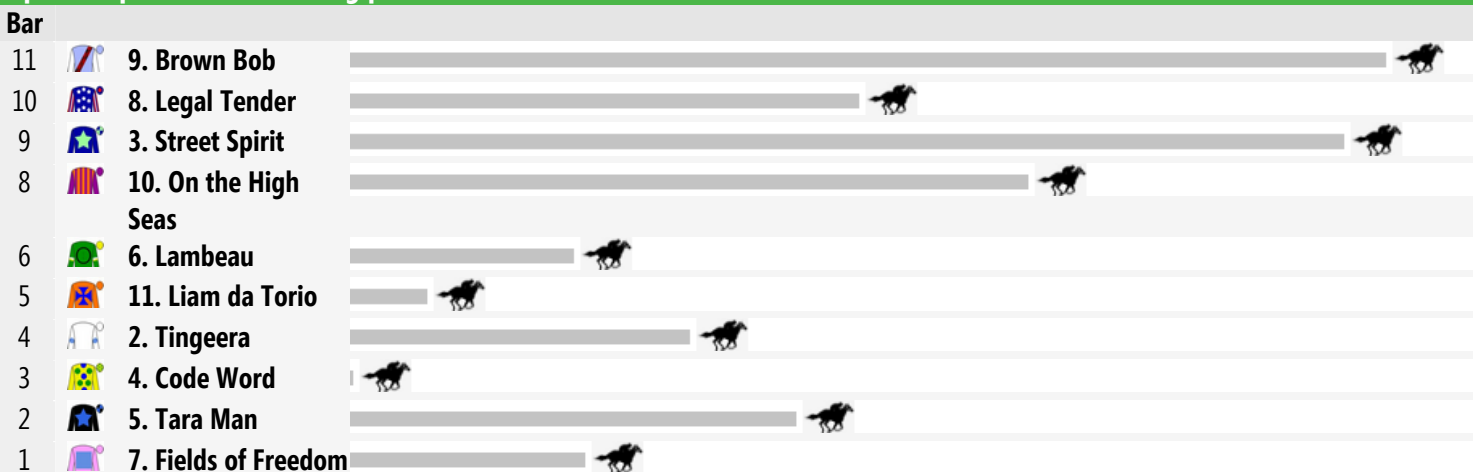 Bar
11 9. Brown Bob
10 8. Legal Tender
9 3. Street Spirit
8 10. On the High
Seas
6 6. Lambeau
5 11. Liam da Torio
4 2. Tingeera
3 4. Code Word
2 5. Tara Man
1 7. Fields of Freedom